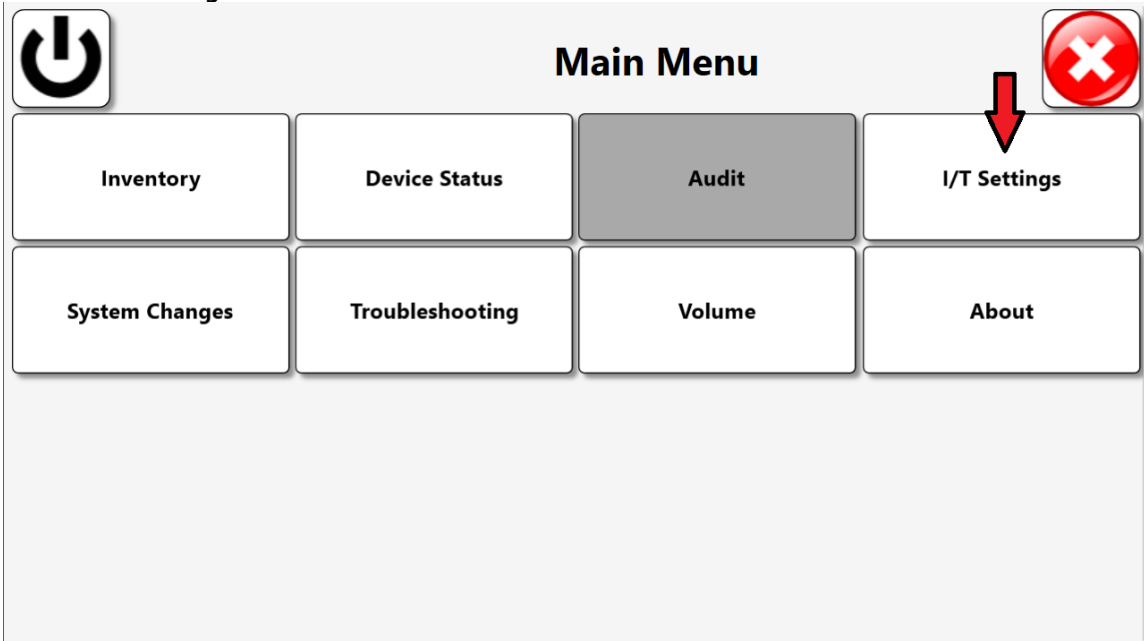 Main Menu
Inventory
Device Status
Audit
I/T Settings
System Changes
Troubleshooting
Volume
About